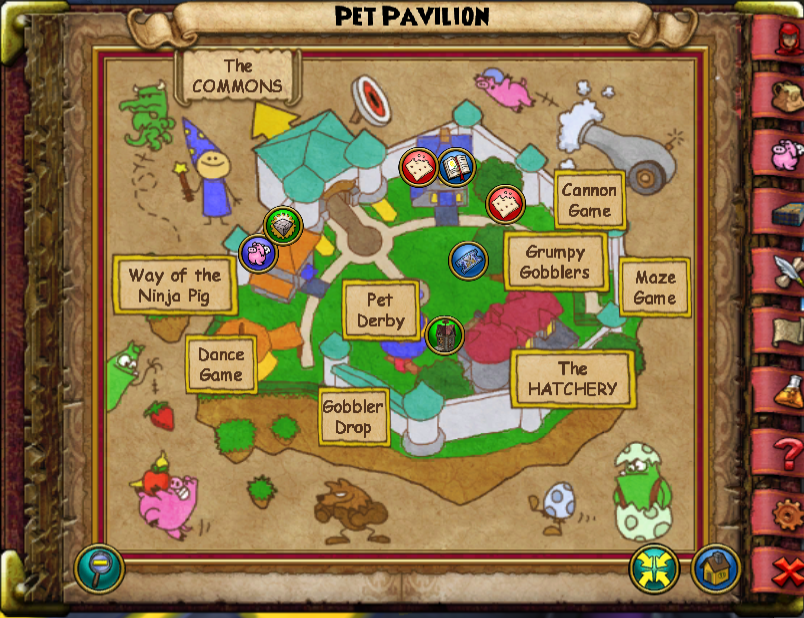 PET PAVILION
The
COMMONS
Cannon
Game
Way of the
Ninja Pig
Grumpy
Gobblers
Maze
Game
Pet
Derby
Dance
Game
The
HATCHERY
Gobbler
Drop
?